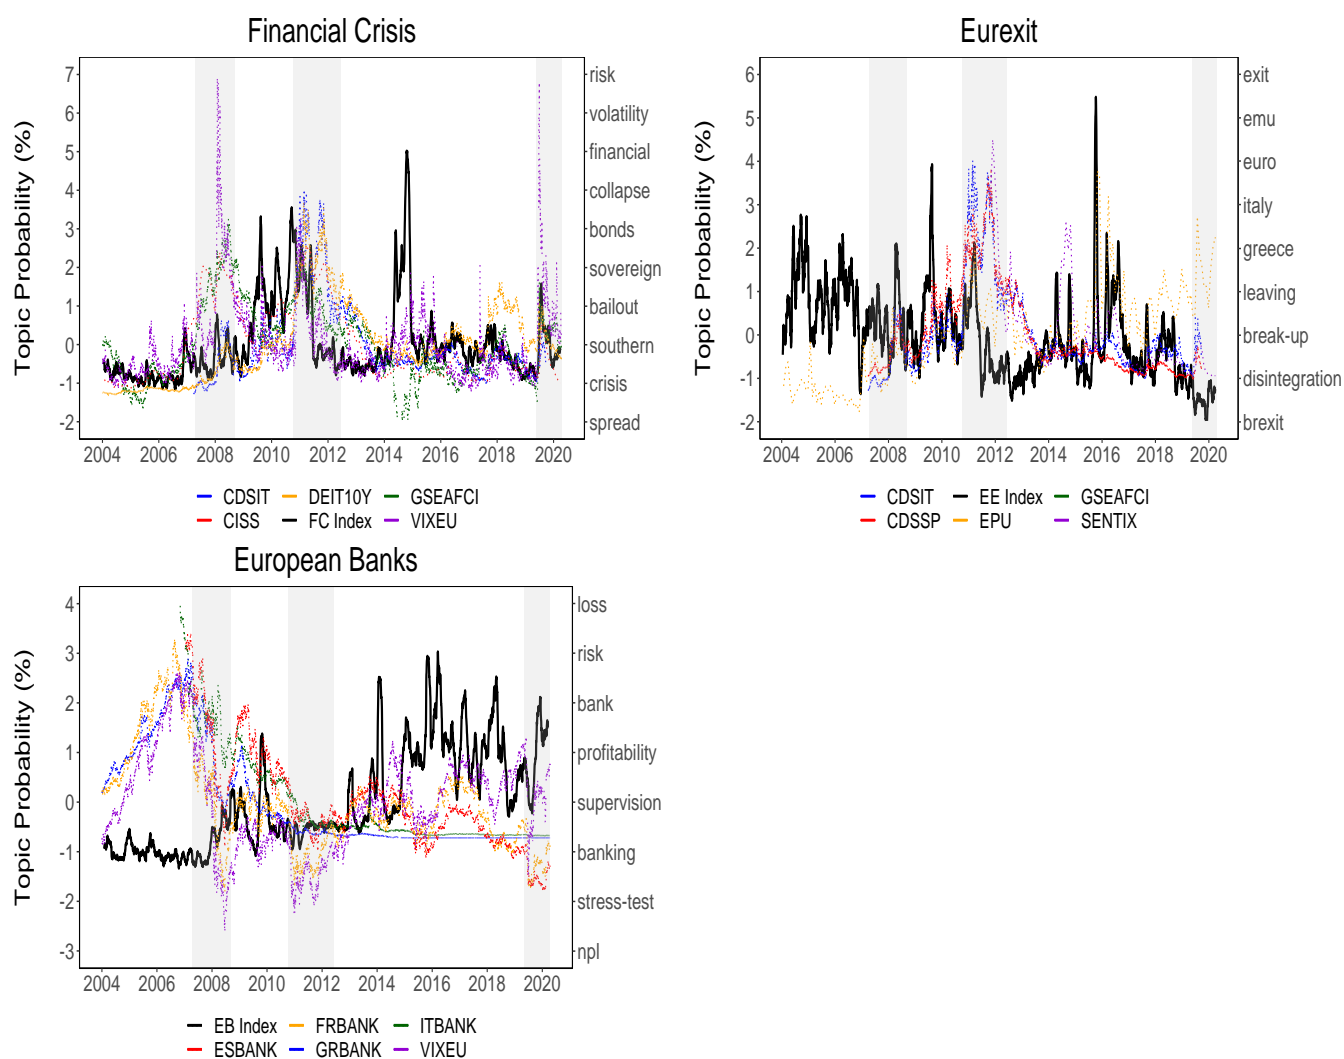 Financial Crisis
Topic Probability (%)
7
6
5
4
3
2
1
0
-1
-2
risk
volatility
financial
collapse
bonds
sovereign
bailout
southern
crisis
spread
2004 2006 2008 2010 2012 2014 2016 2018 2020
CDSIT DEIT10Y GSEAFCI
CISS FC Index VIXEU
Eurexit
Topic Probability (%)
6
5
4
3
2
1
0
-1
-2
exit
emu
euro
italy
greece
leaving
break-up
disintegration
brexit
2004 2006 2008 2010 2012 2014 2016 2018 2020
CDSIT EE Index GSEAFCI
CDSSP EPU SENTIX
European Banks
Topic Probability (%)
4
3
2
1
0
-1
-2
-3
loss
risk
bank
profitability
supervision
banking
stress-test
npl
2004 2006 2008 2010 2012 2014 2016 2018 2020
EB Index FRBANK ITBANK
ESBANK GRBANK VIXEU